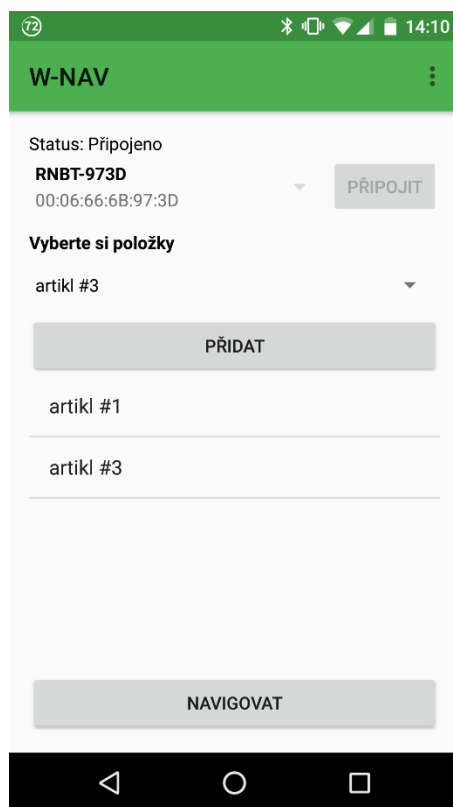 72
14:10
W-NAV
Status: Připojeno
RNBT-973D
00:06:66:6B:97:3D
PŘIPOJIT
Vyberte si položky
artikl #3
PŘIDAT
artikl #1
artikl #3
NAVIGOVAT